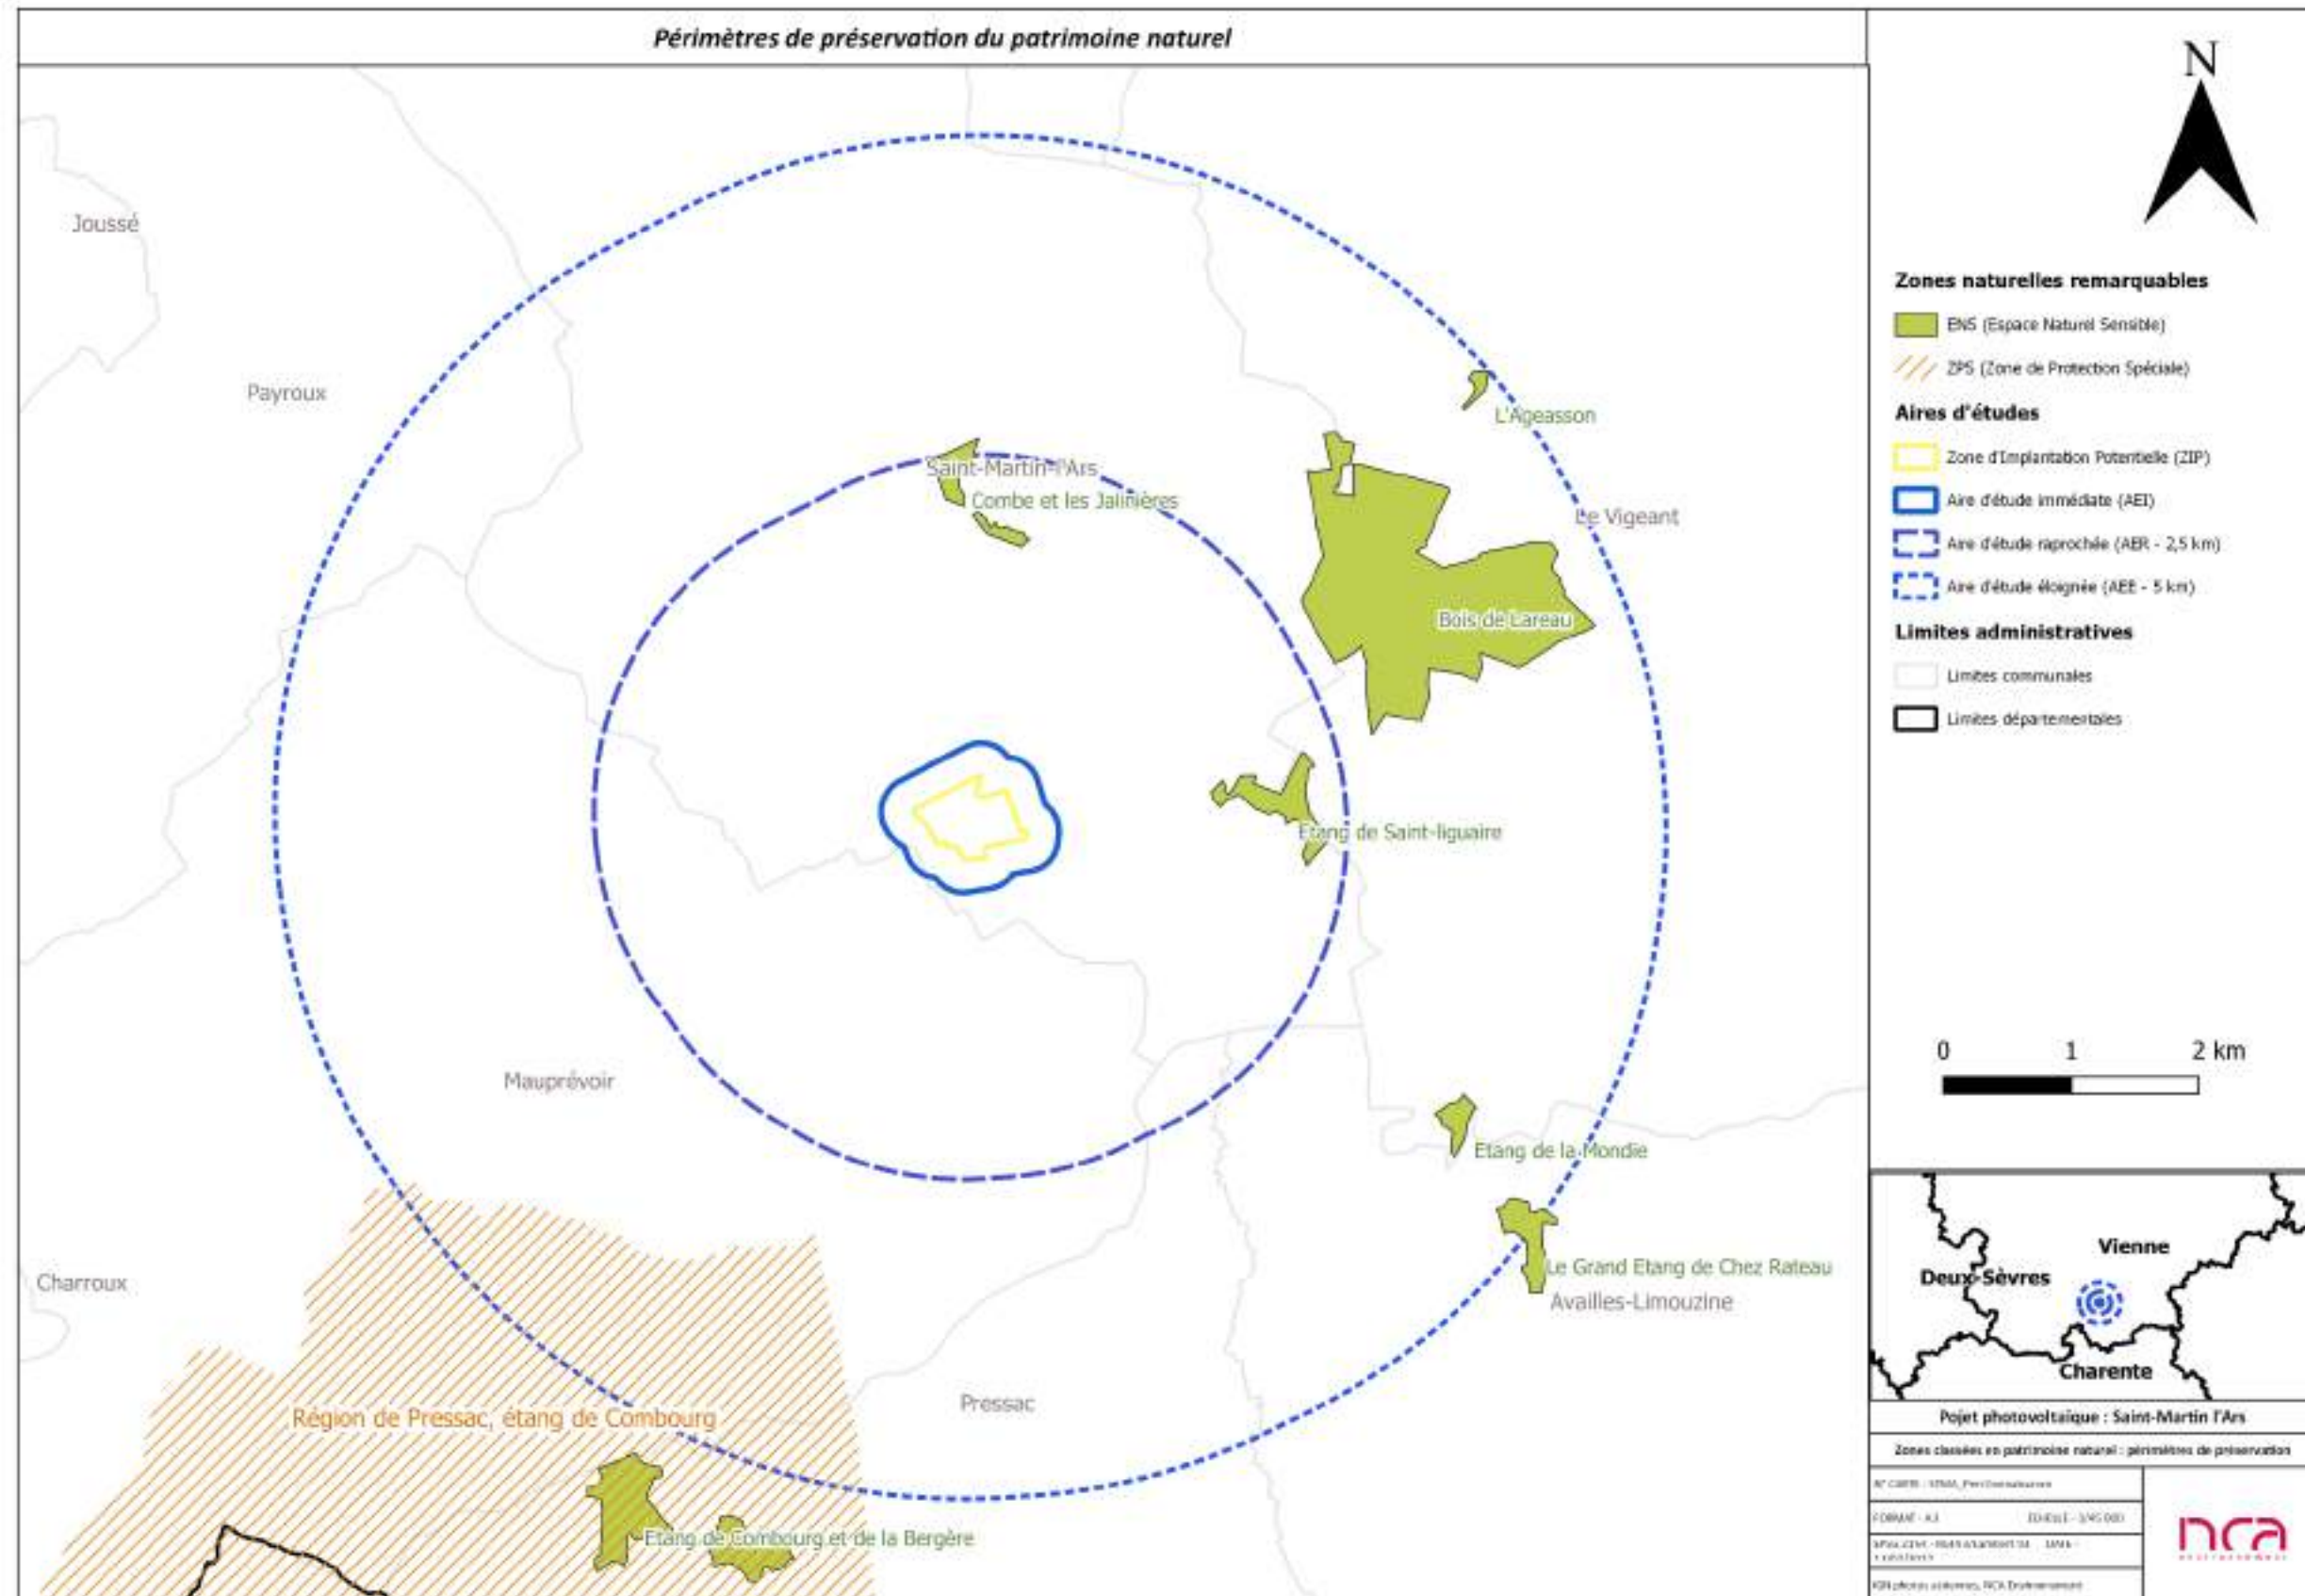 Périmètres de préservation du patrimoine naturel
N
Joussé
Payroux
L'Ageasson
Saint-Martin-l'Ars
Combe et les Jalinières
Le Vigeant
Bois de Lareau
Etang de Saint-liguaire
Mauprévoir
Etang de la Mondie
Charroux
Le Grand Etang de Chez Rateau
Availles-Limouzine
Pressac
Région de Pressac, étang de Combourg
Etang de Combourg et de la Bergère
Zones naturelles remarquables
ENS (Espace Naturel Sensible)
ZPS (Zone de Protection Spéciale)
Aires d'études
Zone d'Implantation Potentielle (ZIP)
Aire d'étude immédiate (AEI)
Aire d'étude raprochée (AER - 2,5 km)
Aire d'étude éloignée (AEE - 5 km)
Limites administratives
Limites communales
Limites départementales
0 1 2 km
Vienne
Deux-Sèvres
Charente
Pojet photovoltaïque : Saint-Martin l'Ars
Zones classées en patrimoine naturel : périmètres de préservation
FORMAT - A3
nca